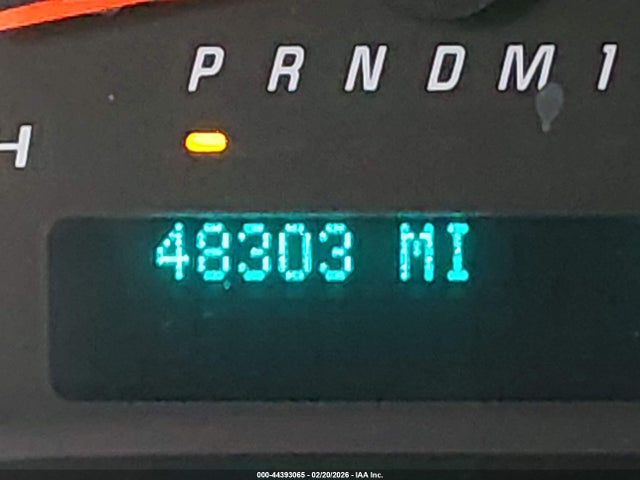 P R N D M 1
H
48303 MI
000-44393065 - 02/20/2026 - IAA Inc.